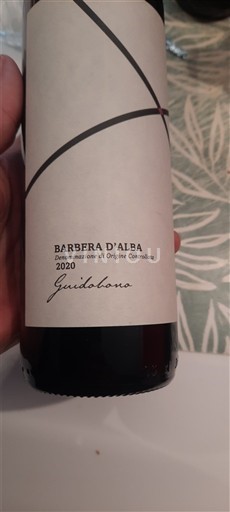 BARBERA D'ALBA
Denominazione di Origine Controllata
2020
Guidobono